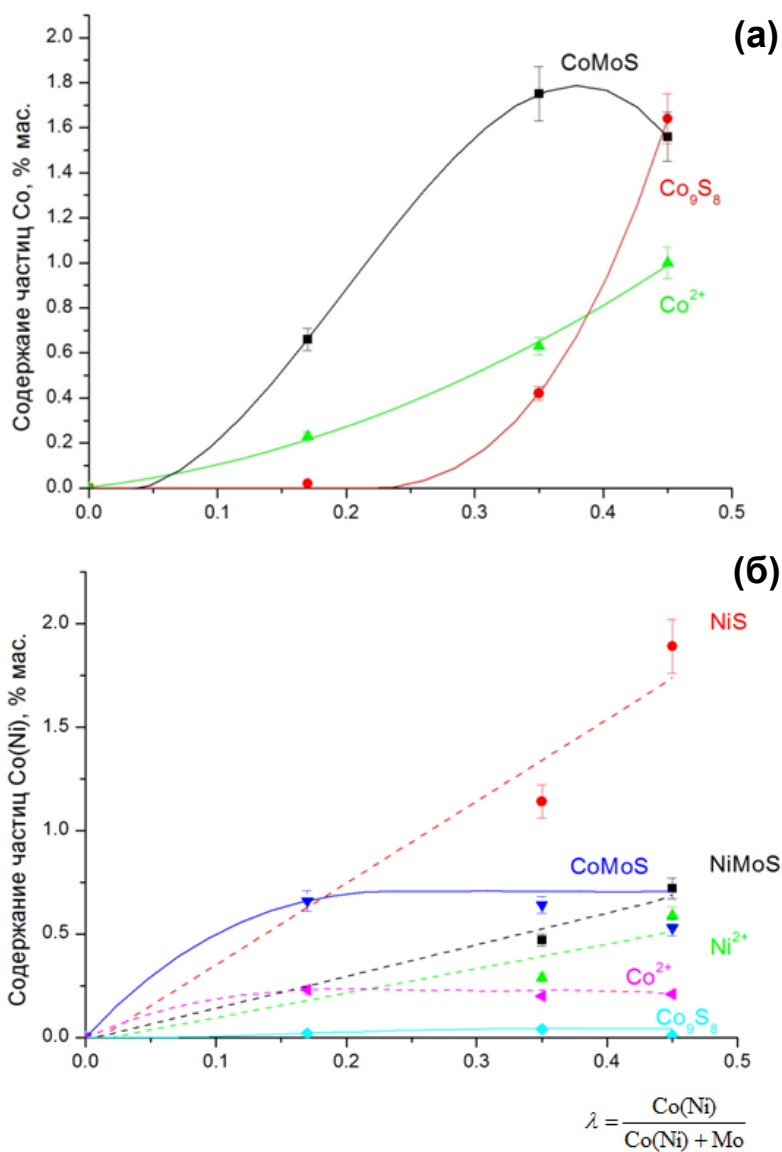 (а)
CoMoS
Co₉S₈
Co²⁺
Содержаие частиц Co, % мас.
2.0
1.8
1.6
1.4
1.2
1.0
0.8
0.6
0.4
0.2
0.0
0.0 0.1 0.2 0.3 0.4 0.5
(б)
NiS
CoMoS
NiMoS
Ni²⁺
Co²⁺
Co₉S₈
Содержание частиц Co(Ni), % мас.
2.0
1.5
1.0
0.5
0.0
0.0 0.1 0.2 0.3 0.4 0.5
λ = Co(Ni) / Co(Ni) + Mo